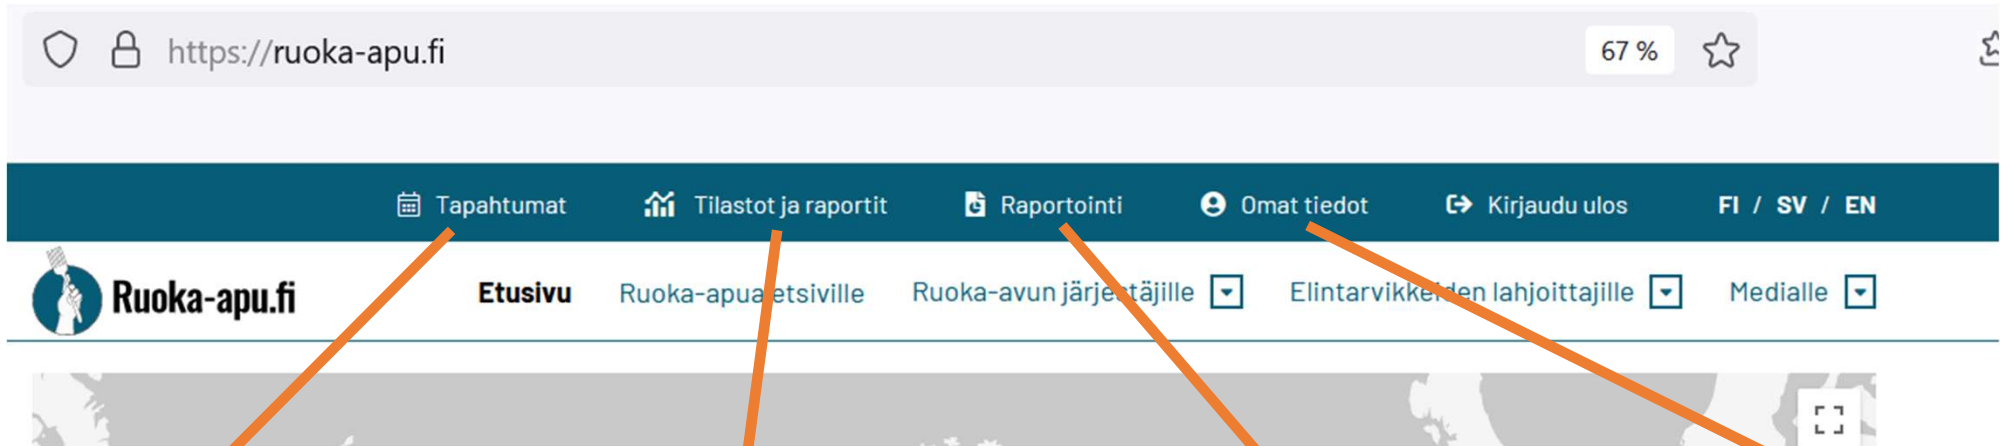 https://ruoka-apu.fi 67 %
Tapahtumat Tilastot ja raportit Raportointi Omat tiedot Kirjaudu ulos FI / SV / EN
Ruoka-apu.fi Etusivu Ruoka-apua etsiville Ruoka-avun järjestäjille Elintarvikkeiden lahjoittajille Medialle